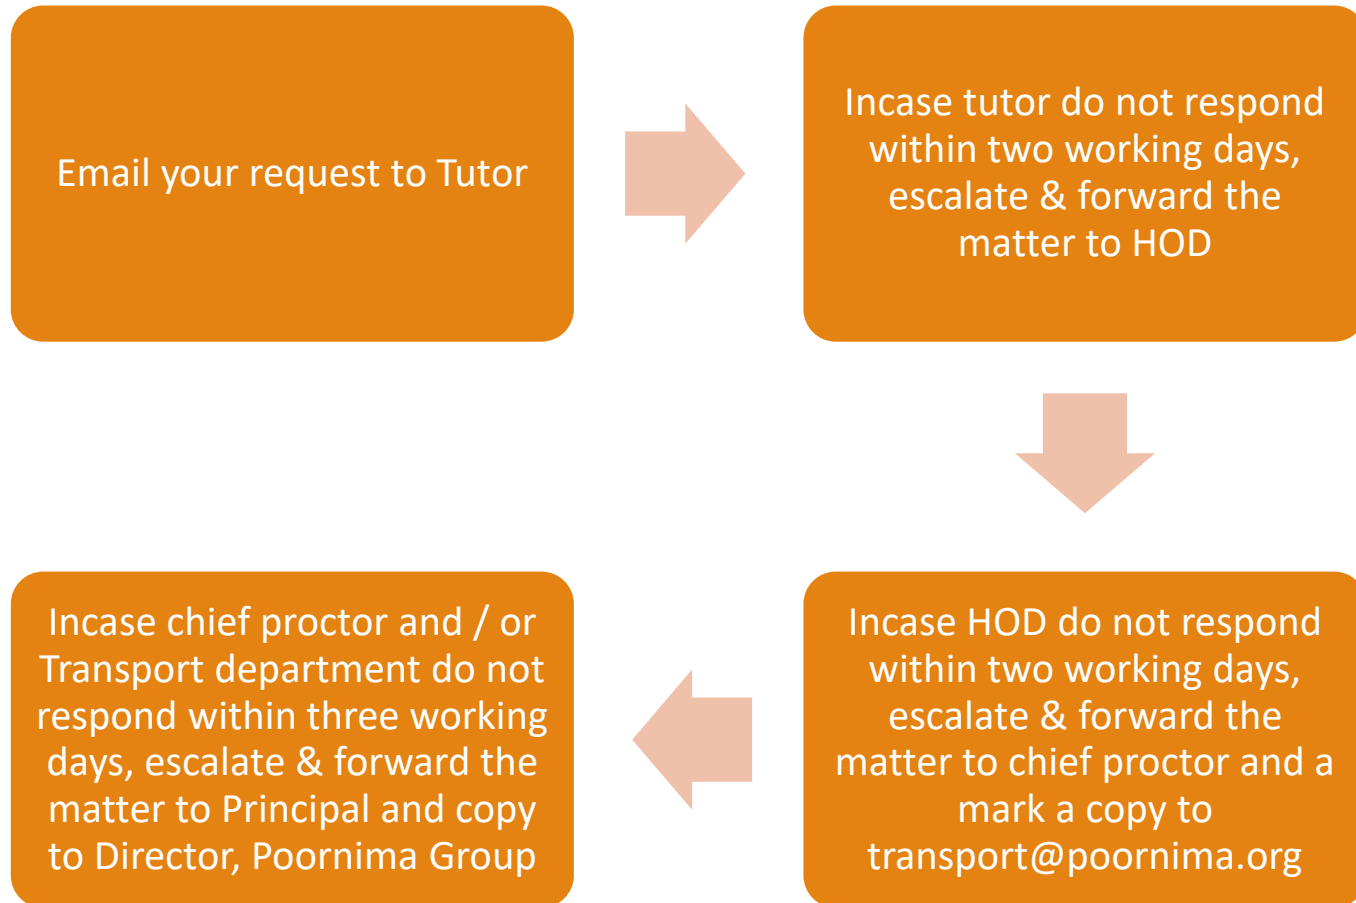 Email your request to Tutor
Incase tutor do not respond
within two working days,
escalate & forward the
matter to HOD
Incase HOD do not respond
within two working days,
escalate & forward the
matter to chief proctor and a
mark a copy to
transport@poornima.org
Incase chief proctor and / or
Transport department do not
respond within three working
days, escalate & forward the
matter to Principal and copy
to Director, Poornima Group